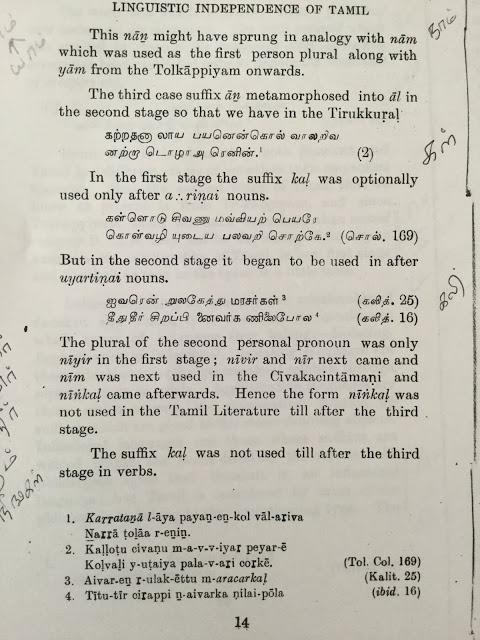 LINGUISTIC INDEPENDENCE OF TAMIL
This nāṉ might have sprung in analogy with nām
which was used as the first person plural along with
yām from the Tolkāppiyam onwards.
The third case suffix āṉ metamorphosed into āl in
the second stage so that we have in the Tirukkuṟaḷ
கற்றதனா லாய பயனென்கொல் வாலறிவ
னற்றா டொழாஅ ரெனின்.¹ (2)
In the first stage the suffix kaḷ was optionally
used only after a∴riṇai nouns.
கள்ளொடு சிவணு மவ்வியற் பெயரே
கொள்வழி யுடைய பலவறி சொற்கே.² (சொல். 169)
But in the second stage it began to be used in after
uyartiṇai nouns.
ஐவரென் றுலகேத்து மரசர்கள் ³ (கலித். 25)
தீதுதீர் சிறப்பி னைவர்க ணிலைபோல ⁴ (கலித். 16)
The plural of the second personal pronoun was only
nīyir in the first stage; nīvir and nīr next came and
nīm was next used in the Cīvakacintāmaṇi and
nīṅkaḷ came afterwards. Hence the form nīṅkaḷ was
not used in the Tamil Literature till after the third
stage.
The suffix kaḷ was not used till after the third
stage in verbs.
1. Kaṟṟataṉā l-āya payaṉ-eṉ-kol vāl-aṟiva
Ṉaṟṟā ṭoḻāa r-eṉiṉ.
2. Kaḷḷoṭu civaṇu m-a-v-v-iyaṟ peyar-ē
Koḷvaḻi y-uṭaiya pala-v-aṟi coṟkē. (Tol. Col. 169)
3. Aivar-eṉ ṟ-ulak-ēttu m-aracarkaḷ (Kalit. 25)
4. Tītu-tīr ciṟappi ṉ-aivarka ṇilai-pōla (ibid. 16)
14
நாம்
கள்